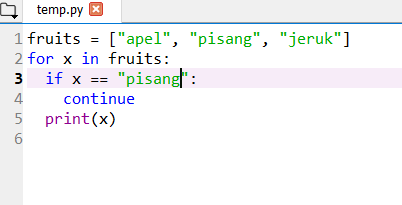 temp.py
1 fruits = ["apel", "pisang", "jeruk"]
2 for x in fruits:
3   if x == "pisang":
4     continue
5   print(x)
6